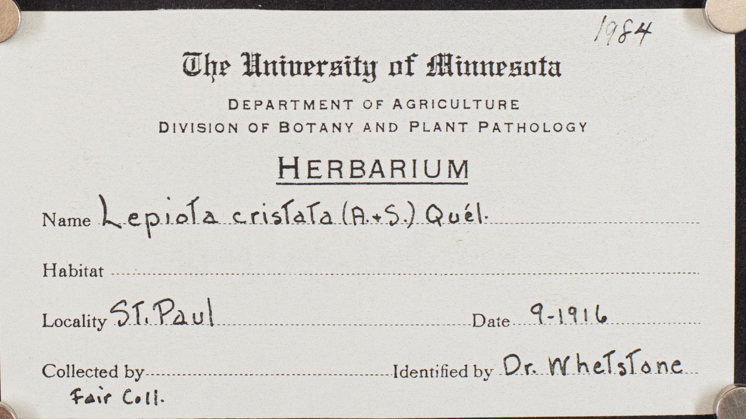 1984
The University of Minnesota
DEPARTMENT OF AGRICULTURE
DIVISION OF BOTANY AND PLANT PATHOLOGY
HERBARIUM
Name Lepiota cristata (A.+S.) Quél.
Habitat
Locality St. Paul Date 9-1916
Collected by Identified by Dr. Whetstone
Fair Coll.